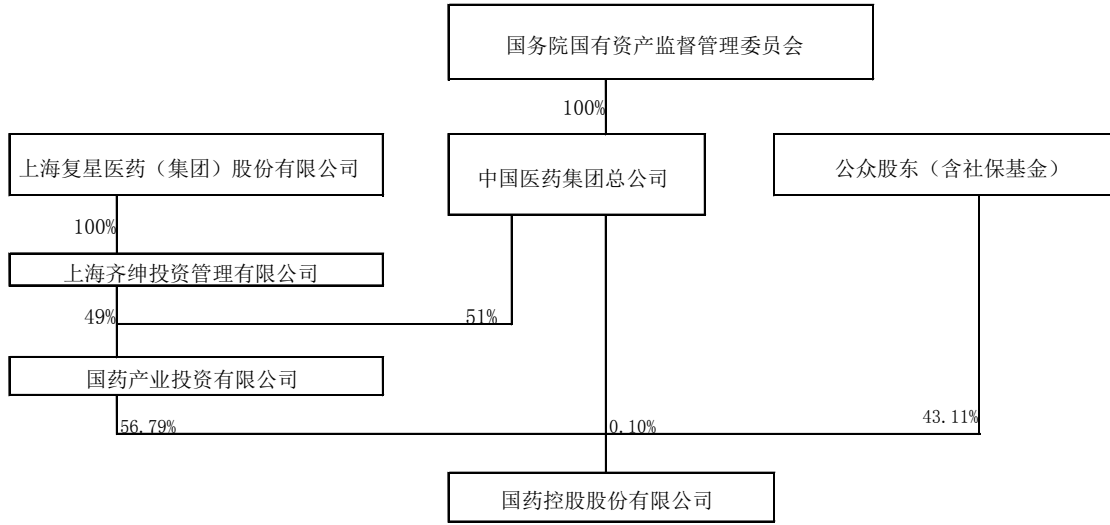 国务院国有资产监督管理委员会
100%
上海复星医药（集团）股份有限公司
中国医药集团总公司
公众股东（含社保基金）
100%
上海齐绅投资管理有限公司
49%
51%
国药产业投资有限公司
56.79%
0.10%
43.11%
国药控股股份有限公司